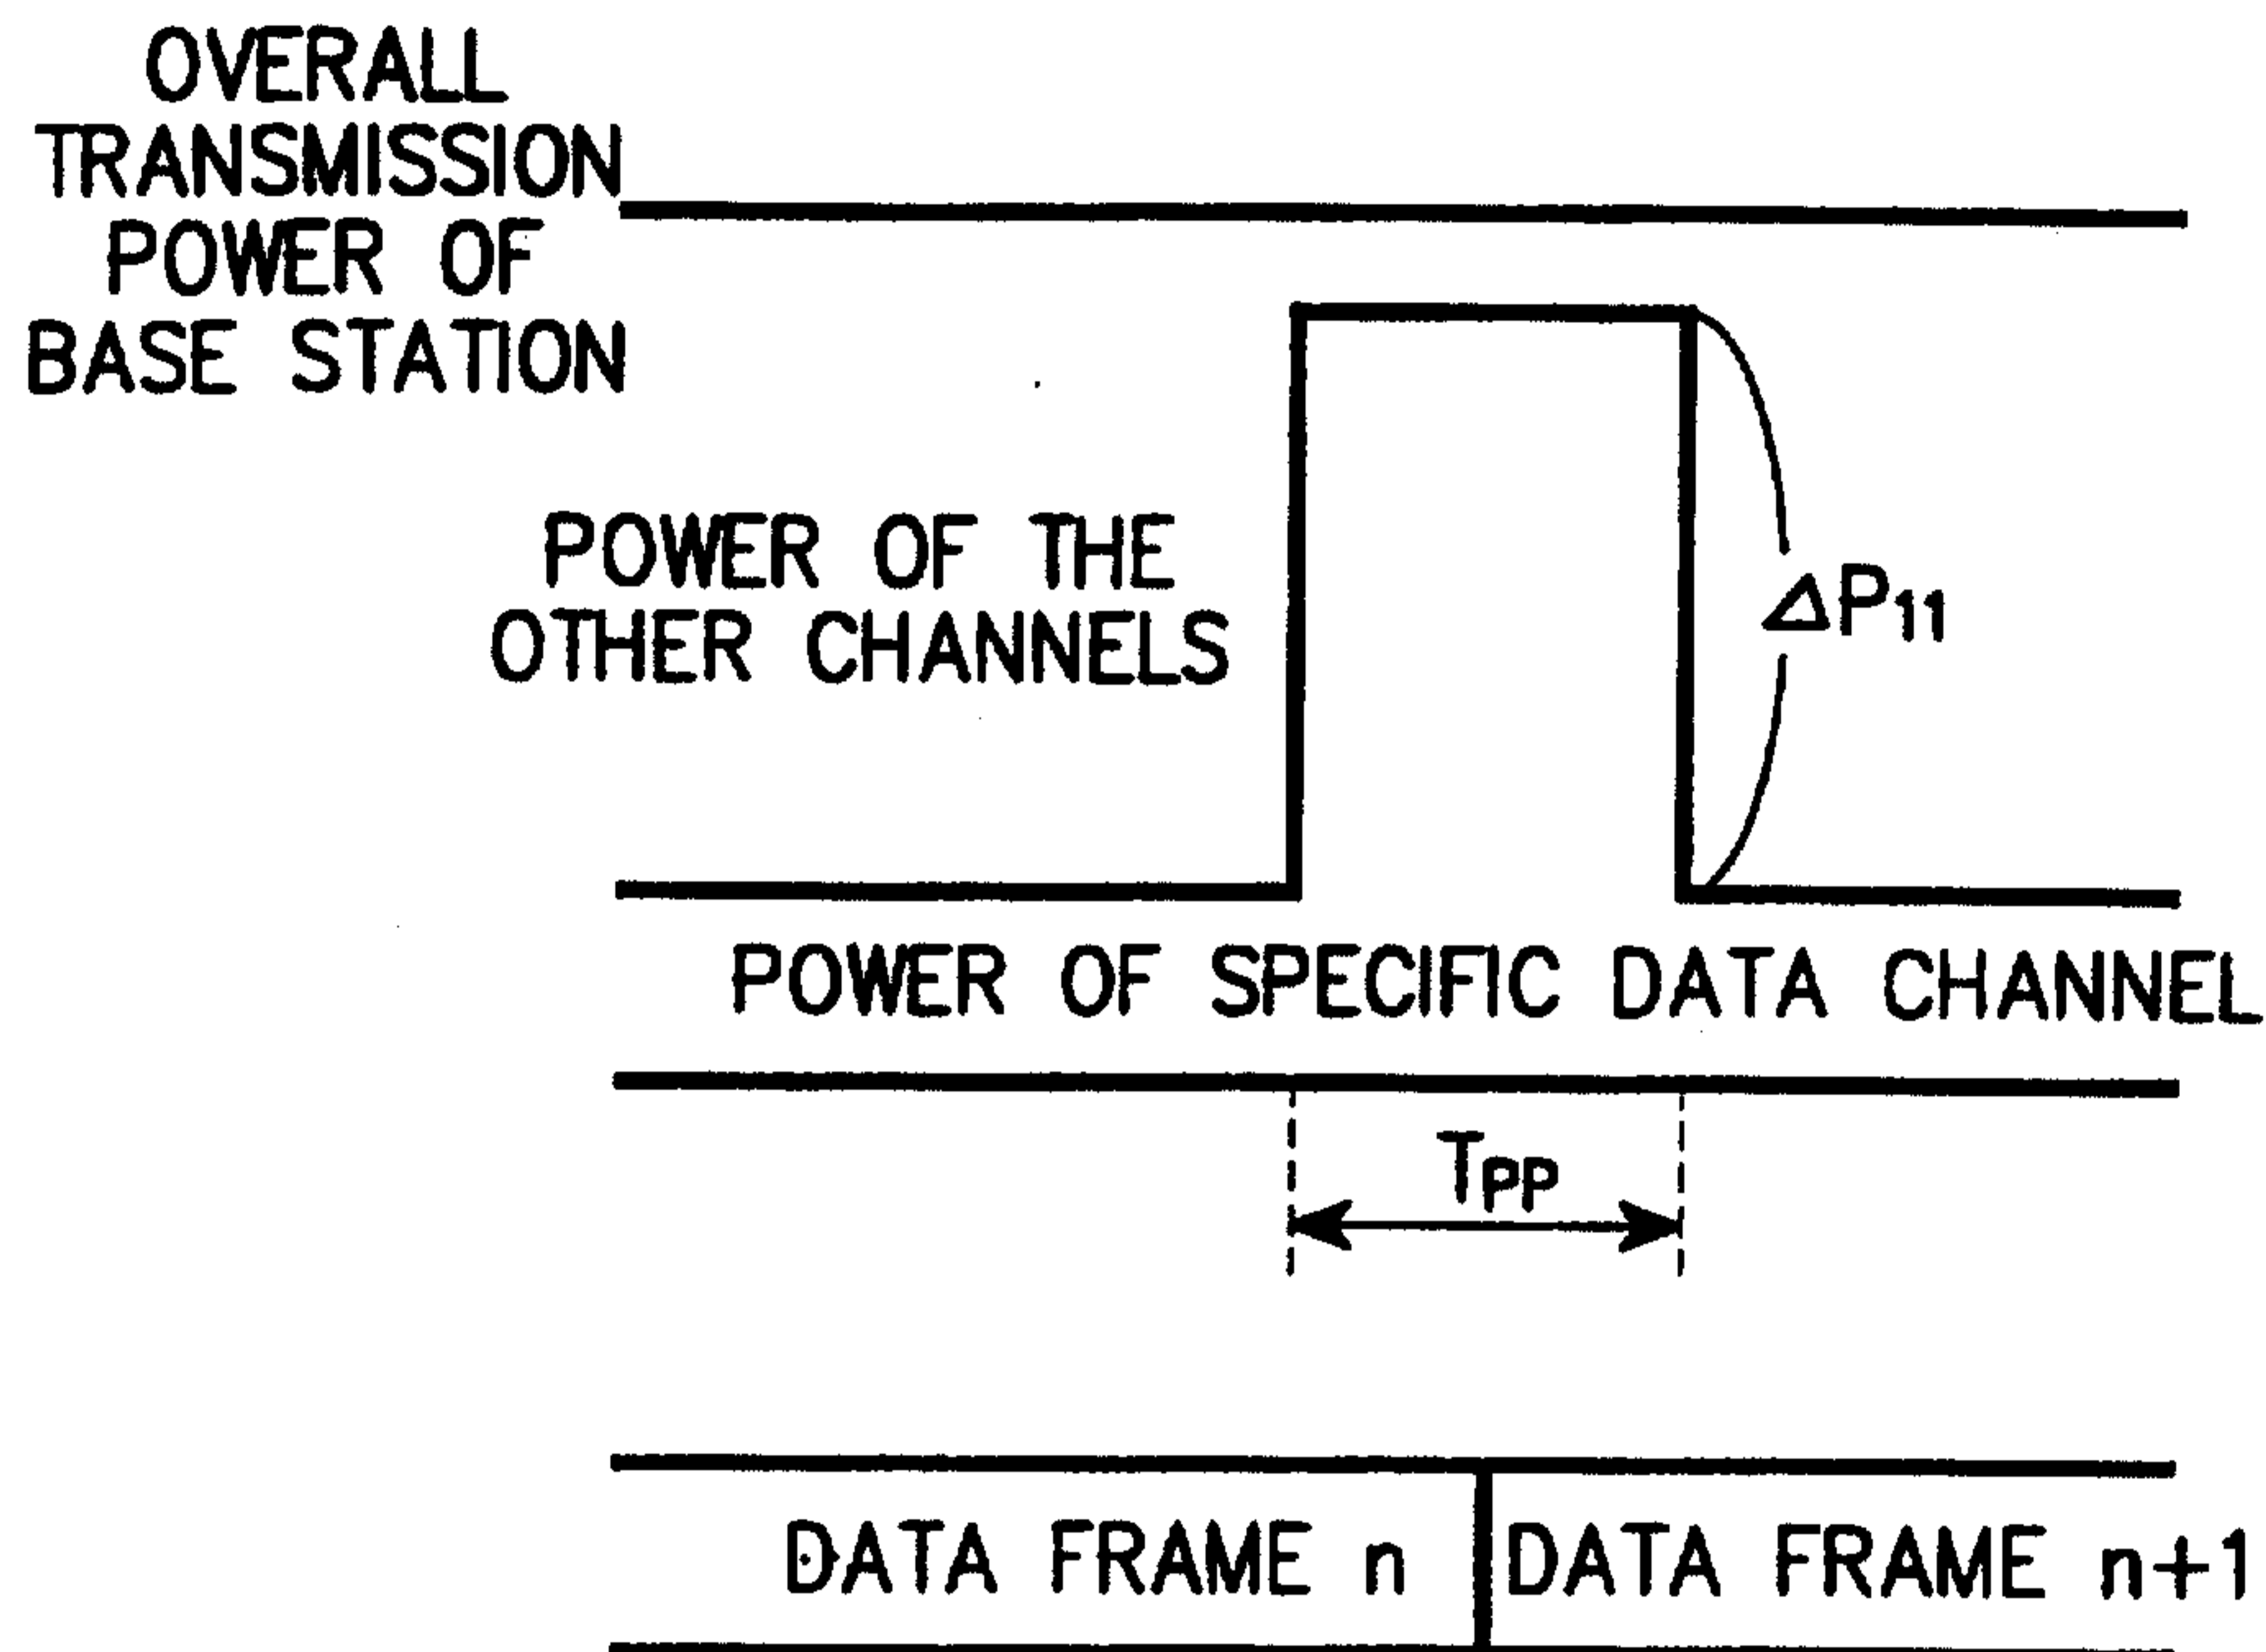 OVERALL
TRANSMISSION
POWER OF
BASE STATION
POWER OF THE
OTHER CHANNELS
ΔP11
POWER OF SPECIFIC DATA CHANNEL
TPP
DATA FRAME n
DATA FRAME n+1